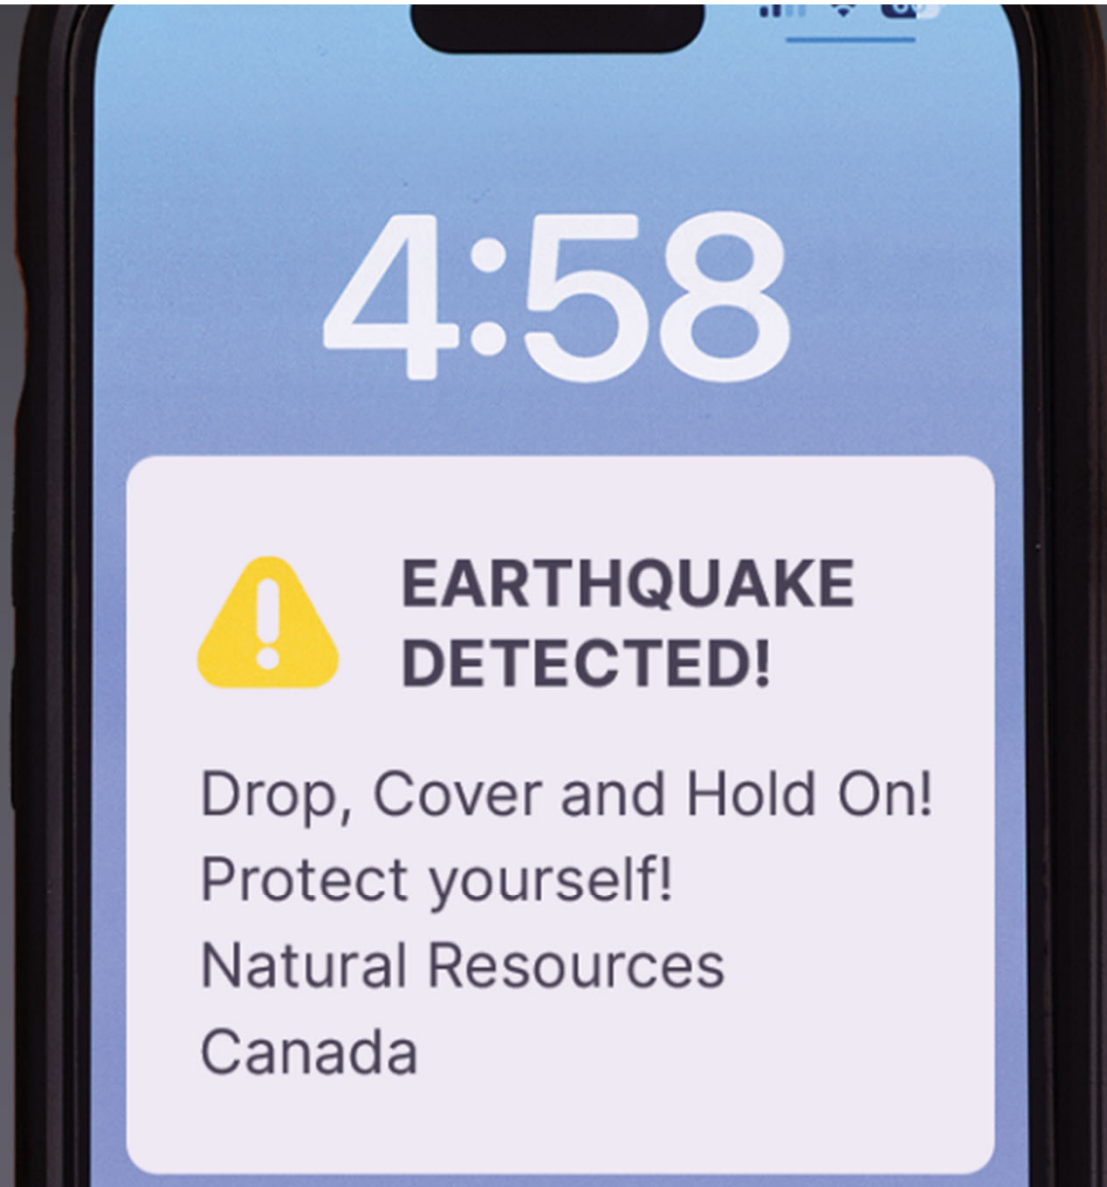 4:58
EARTHQUAKE
DETECTED!
Drop, Cover and Hold On!
Protect yourself!
Natural Resources
Canada